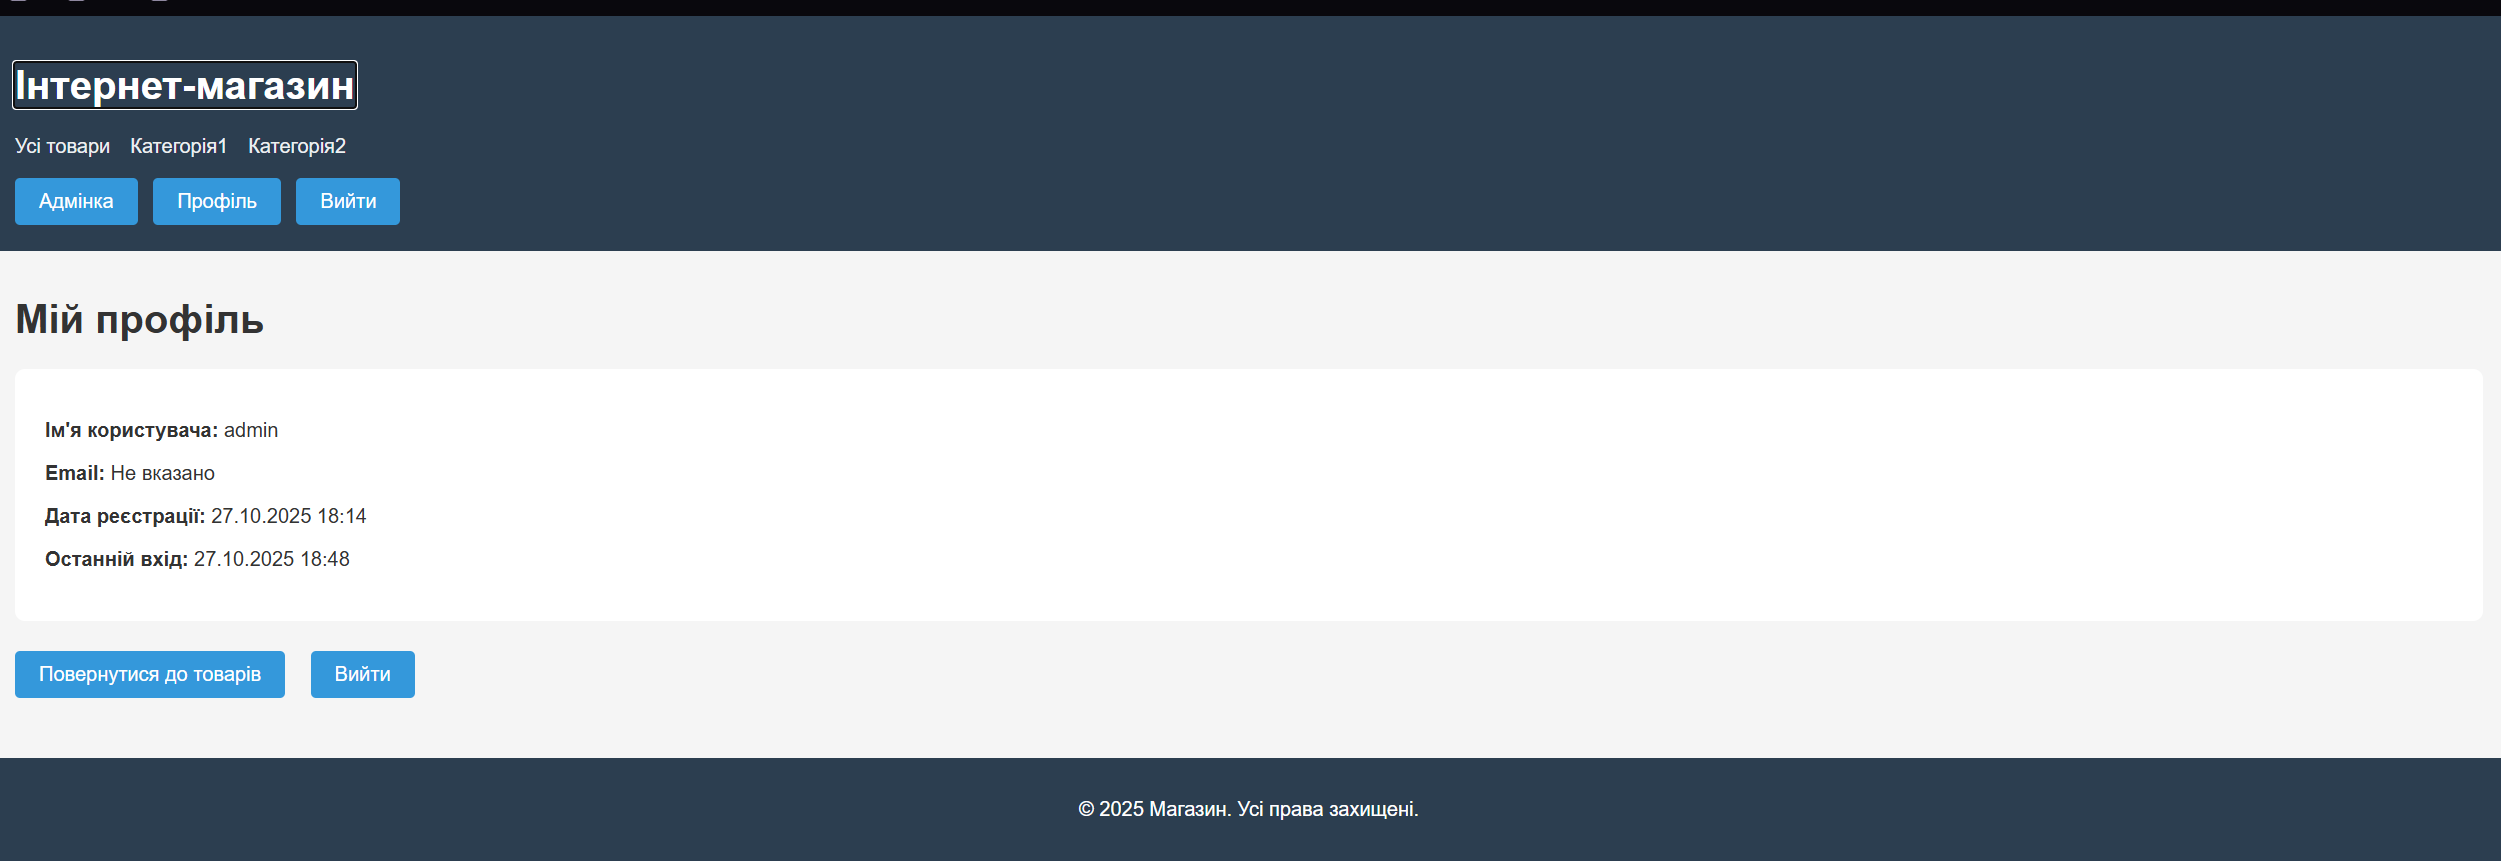 Інтернет-магазин
Усі товари Категорія1 Категорія2
Адмінка Профіль Вийти
Мій профіль
Ім'я користувача: admin
Email: Не вказано
Дата реєстрації: 27.10.2025 18:14
Останній вхід: 27.10.2025 18:48
Повернутися до товарів Вийти
© 2025 Магазин. Усі права захищені.